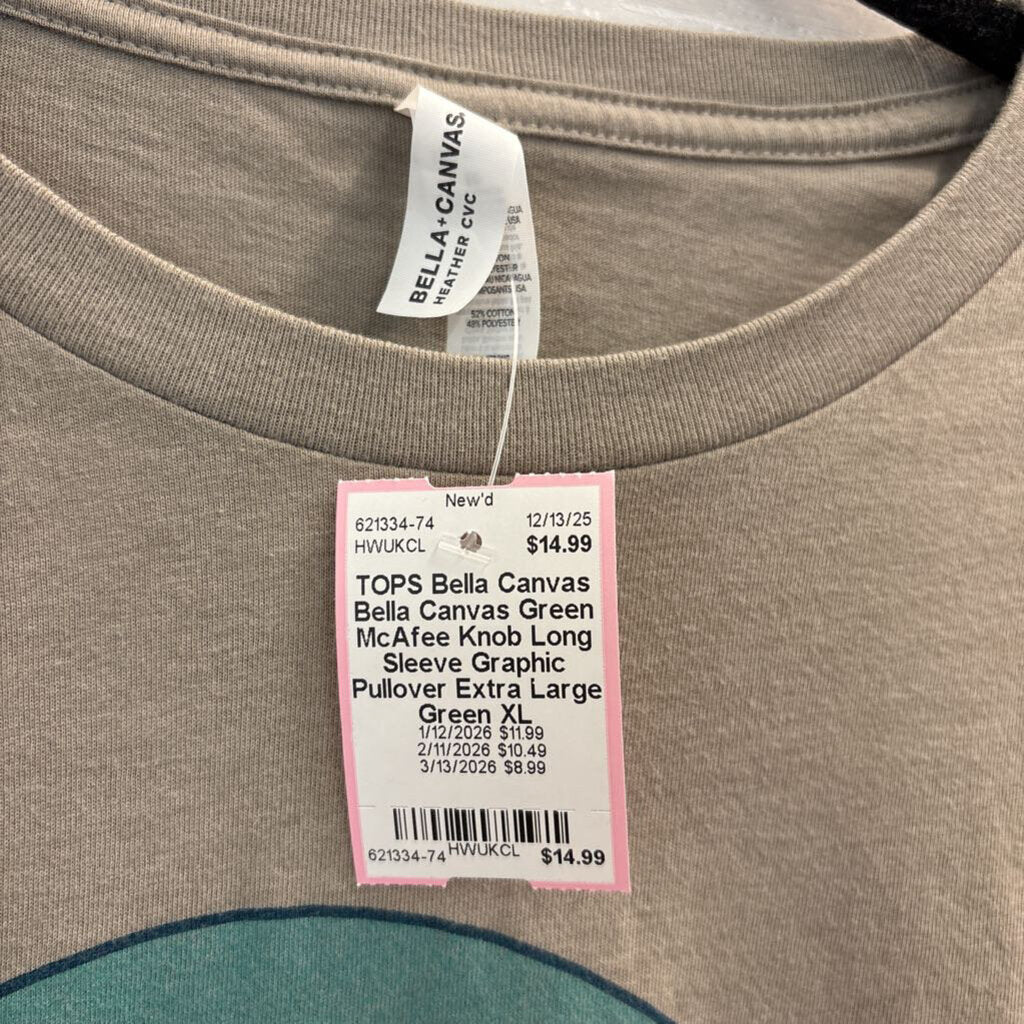 BELLA+CANVAS.
HEATHER CVC
USA
52% COTTON
48% POLYESTER
New'd
621334-74 12/13/25
HWUKCL $14.99
TOPS Bella Canvas
Bella Canvas Green
McAfee Knob Long
Sleeve Graphic
Pullover Extra Large
Green XL
1/12/2026 $11.99
2/11/2026 $10.49
3/13/2026 $8.99
621334-74 HWUKCL $14.99